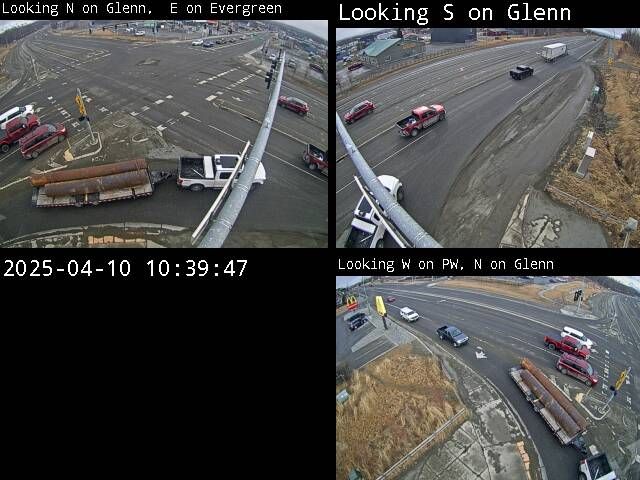 Looking N on Glenn, E on Evergreen
Looking S on Glenn
2025-04-10 10:39:47
Looking W on PW, N on Glenn